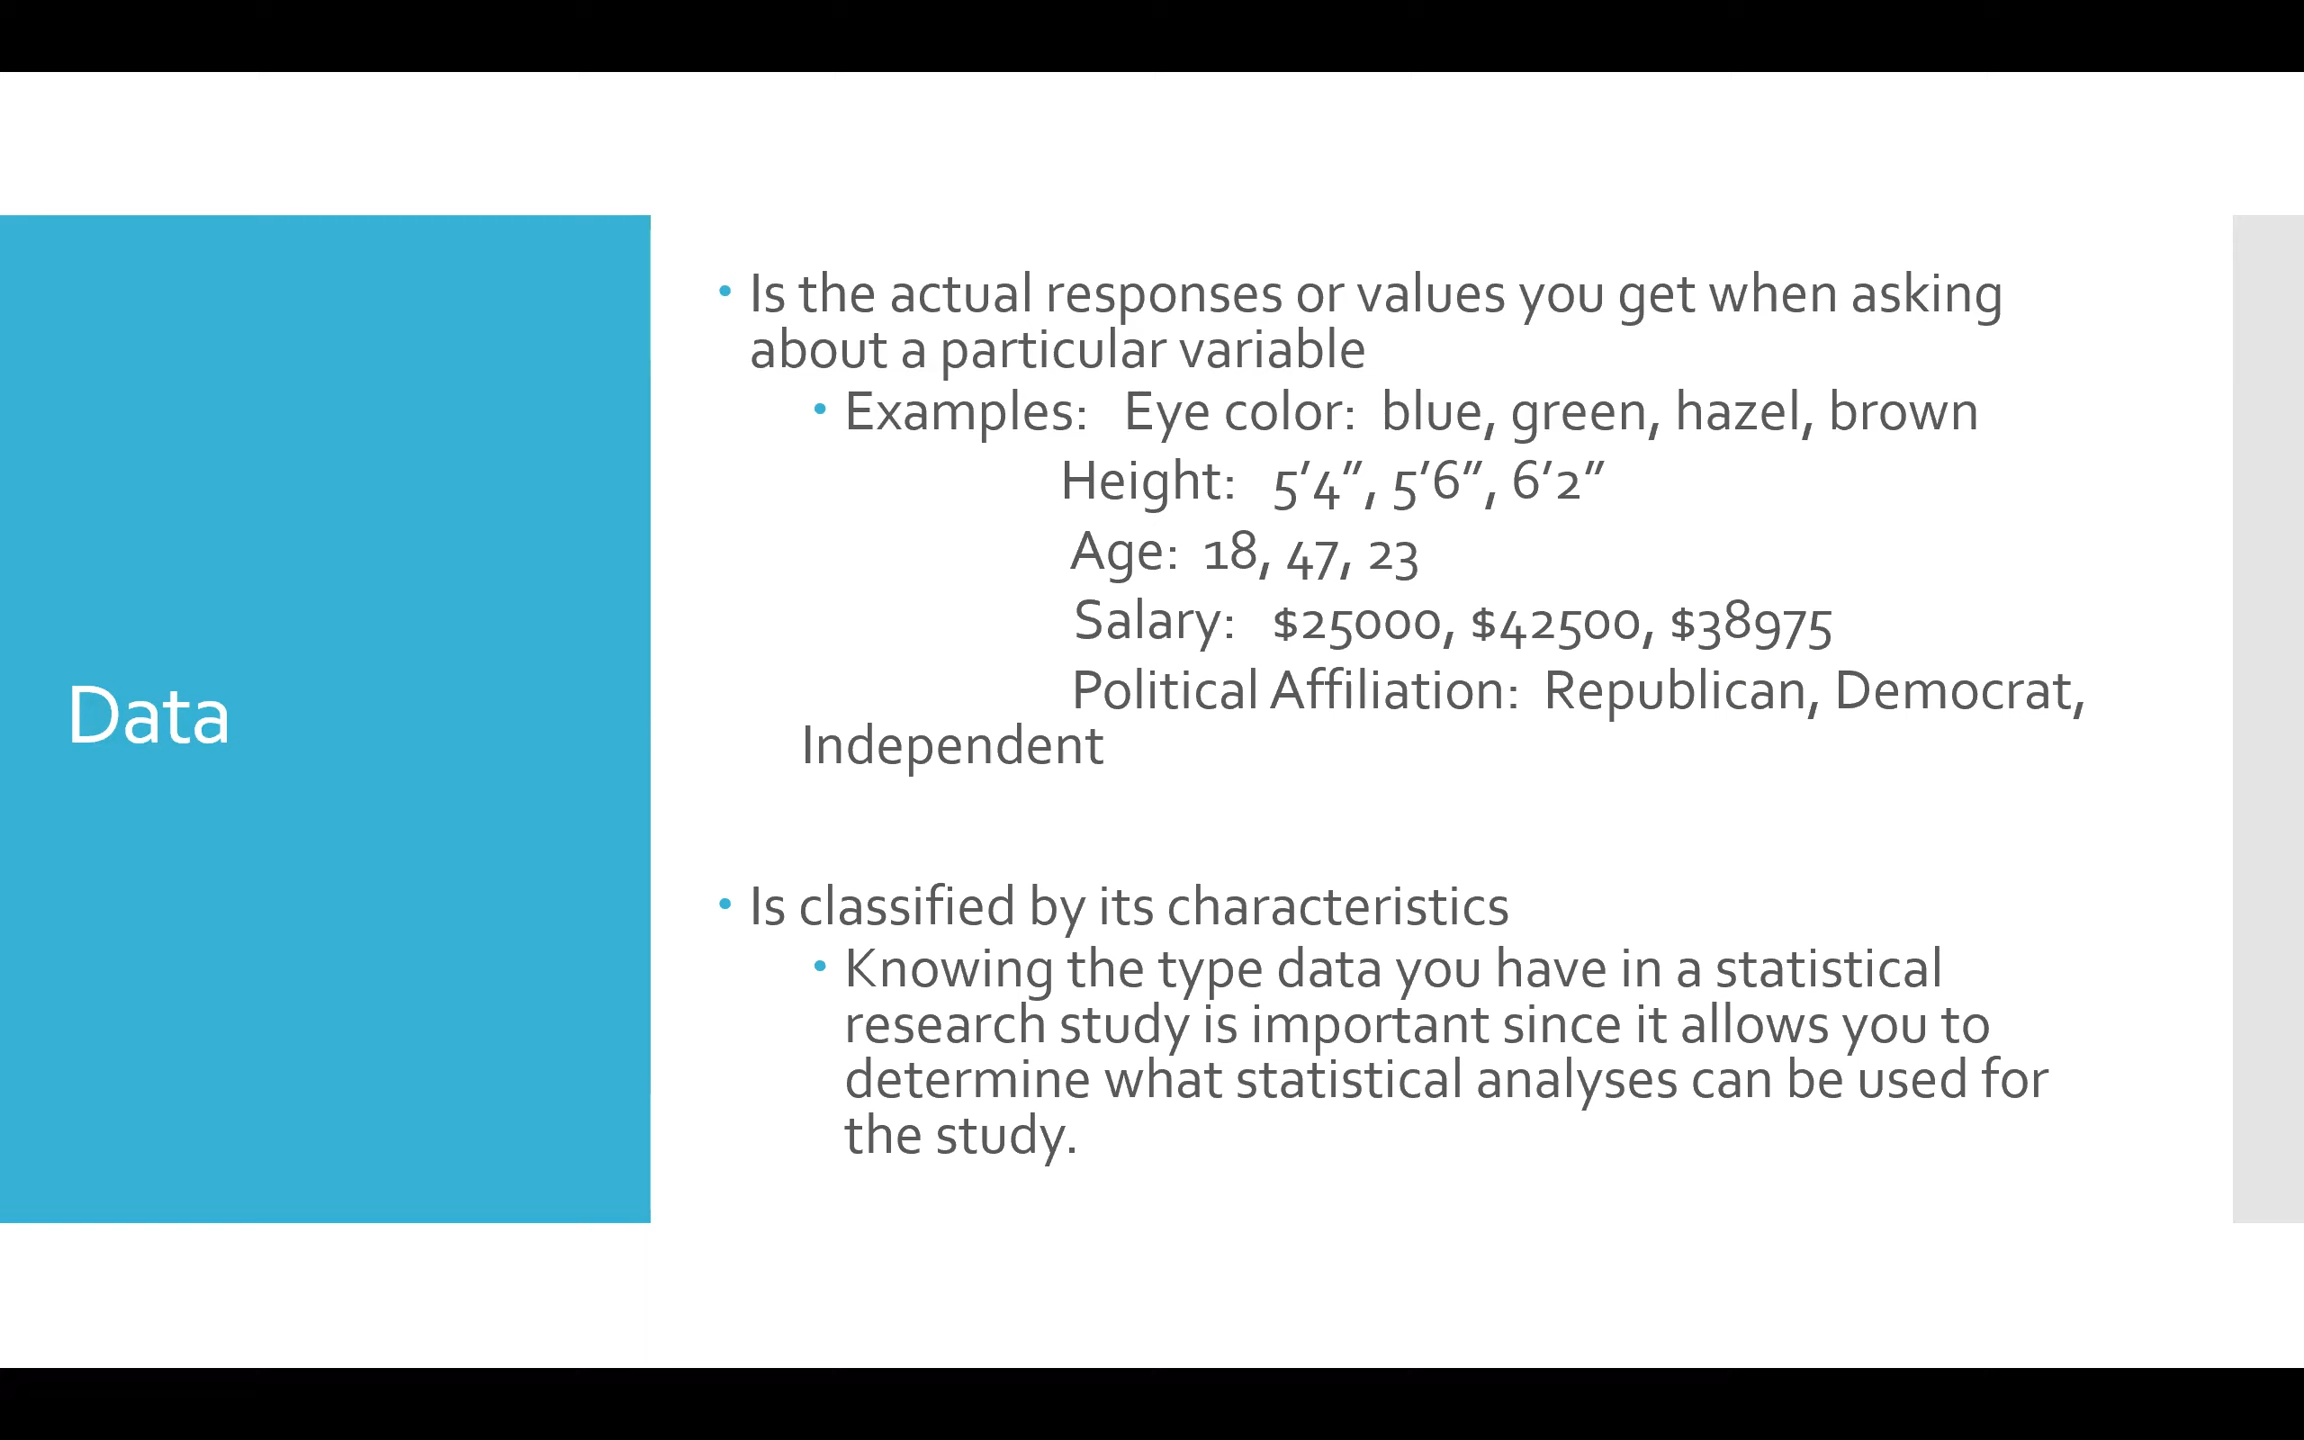 Data
Is the actual responses or values you get when asking
about a particular variable
Examples: Eye color: blue, green, hazel, brown
Height: 5’4”, 5‘6”, 6’2”
Age: 18, 47, 23
Salary: $25000, $42500, $38975
Political Affiliation: Republican, Democrat,
Independent
Is classified by its characteristics
Knowing the type data you have in a statistical
research study is important since it allows you to
determine what statistical analyses can be used for
the study.